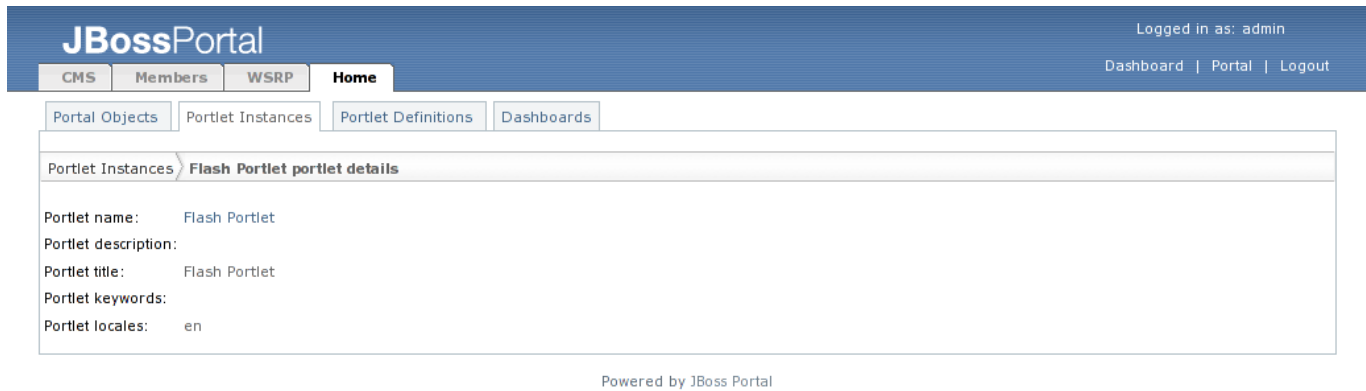 JBossPortal
Logged in as: admin
Dashboard | Portal | Logout
CMS Members WSRP Home
Portal Objects Portlet Instances Portlet Definitions Dashboards
Portlet Instances Flash Portlet portlet details
Portlet name: Flash Portlet
Portlet description:
Portlet title: Flash Portlet
Portlet keywords:
Portlet locales: en
Powered by JBoss Portal